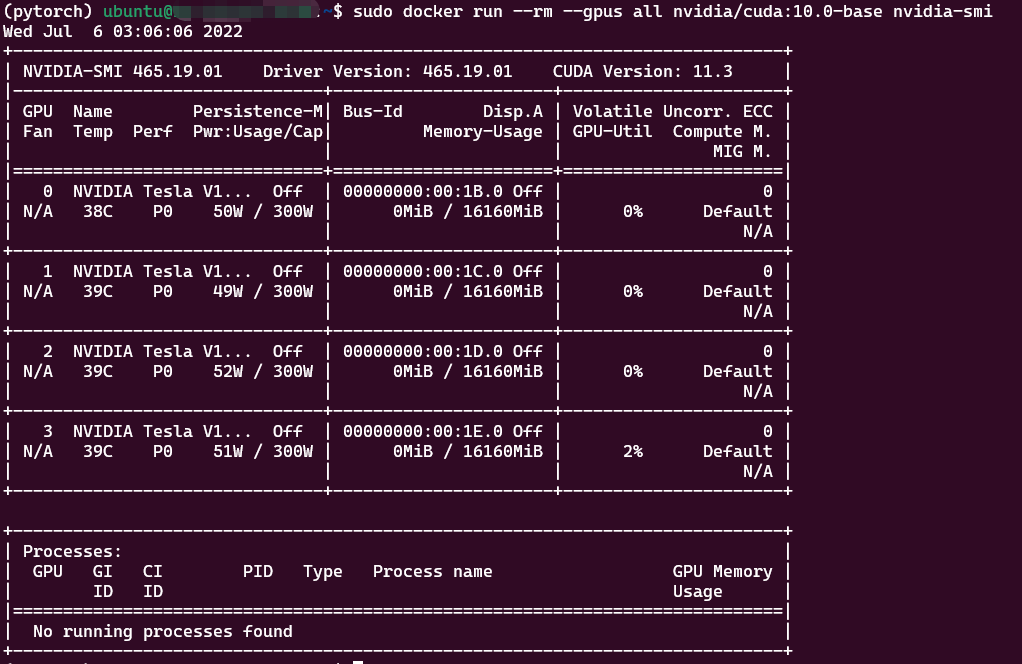 (pytorch) ubuntu@ :~$ sudo docker run --rm --gpus all nvidia/cuda:10.0-base nvidia-smi
Wed Jul  6 03:06:06 2022
+-----------------------------------------------------------------------------+
| NVIDIA-SMI 465.19.01    Driver Version: 465.19.01    CUDA Version: 11.3     |
|-------------------------------+----------------------+----------------------+
| GPU  Name        Persistence-M| Bus-Id        Disp.A | Volatile Uncorr. ECC |
| Fan  Temp  Perf  Pwr:Usage/Cap|         Memory-Usage | GPU-Util  Compute M. |
|                               |                      |               MIG M. |
|===============================+======================+======================|
|   0  NVIDIA Tesla V1...  Off  | 00000000:00:1B.0 Off |                    0 |
| N/A   38C    P0    50W / 300W |      0MiB / 16160MiB |      0%      Default |
|                               |                      |                  N/A |
+-------------------------------+----------------------+----------------------+
|   1  NVIDIA Tesla V1...  Off  | 00000000:00:1C.0 Off |                    0 |
| N/A   39C    P0    49W / 300W |      0MiB / 16160MiB |      0%      Default |
|                               |                      |                  N/A |
+-------------------------------+----------------------+----------------------+
|   2  NVIDIA Tesla V1...  Off  | 00000000:00:1D.0 Off |                    0 |
| N/A   39C    P0    52W / 300W |      0MiB / 16160MiB |      0%      Default |
|                               |                      |                  N/A |
+-------------------------------+----------------------+----------------------+
|   3  NVIDIA Tesla V1...  Off  | 00000000:00:1E.0 Off |                    0 |
| N/A   39C    P0    51W / 300W |      0MiB / 16160MiB |      2%      Default |
|                               |                      |                  N/A |
+-------------------------------+----------------------+----------------------+

+-----------------------------------------------------------------------------+
| Processes:                                                                  |
|  GPU   GI   CI        PID   Type   Process name                  GPU Memory |
|        ID   ID                                                   Usage      |
|=============================================================================|
|  No running processes found                                                 |
+-----------------------------------------------------------------------------+